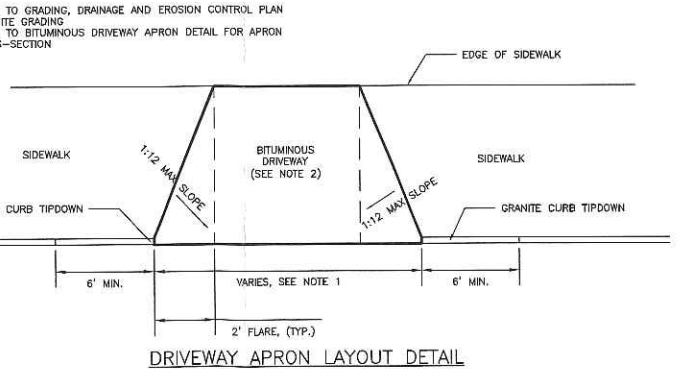 TO GRADING, DRAINAGE AND EROSION CONTROL PLAN
GRADING
TO BITUMINOUS DRIVEWAY APRON DETAIL FOR APRON
-SECTION
EDGE OF SIDEWALK
SIDEWALK
1:12 MAX SLOPE
BITUMINOUS
DRIVEWAY
(SEE NOTE 2)
SIDEWALK
1:12 MAX SLOPE
CURB TIPDOWN
GRANITE CURB TIPDOWN
6' MIN.
VARIES, SEE NOTE 1
6' MIN.
2' FLARE, (TYP.)
DRIVEWAY APRON LAYOUT DETAIL